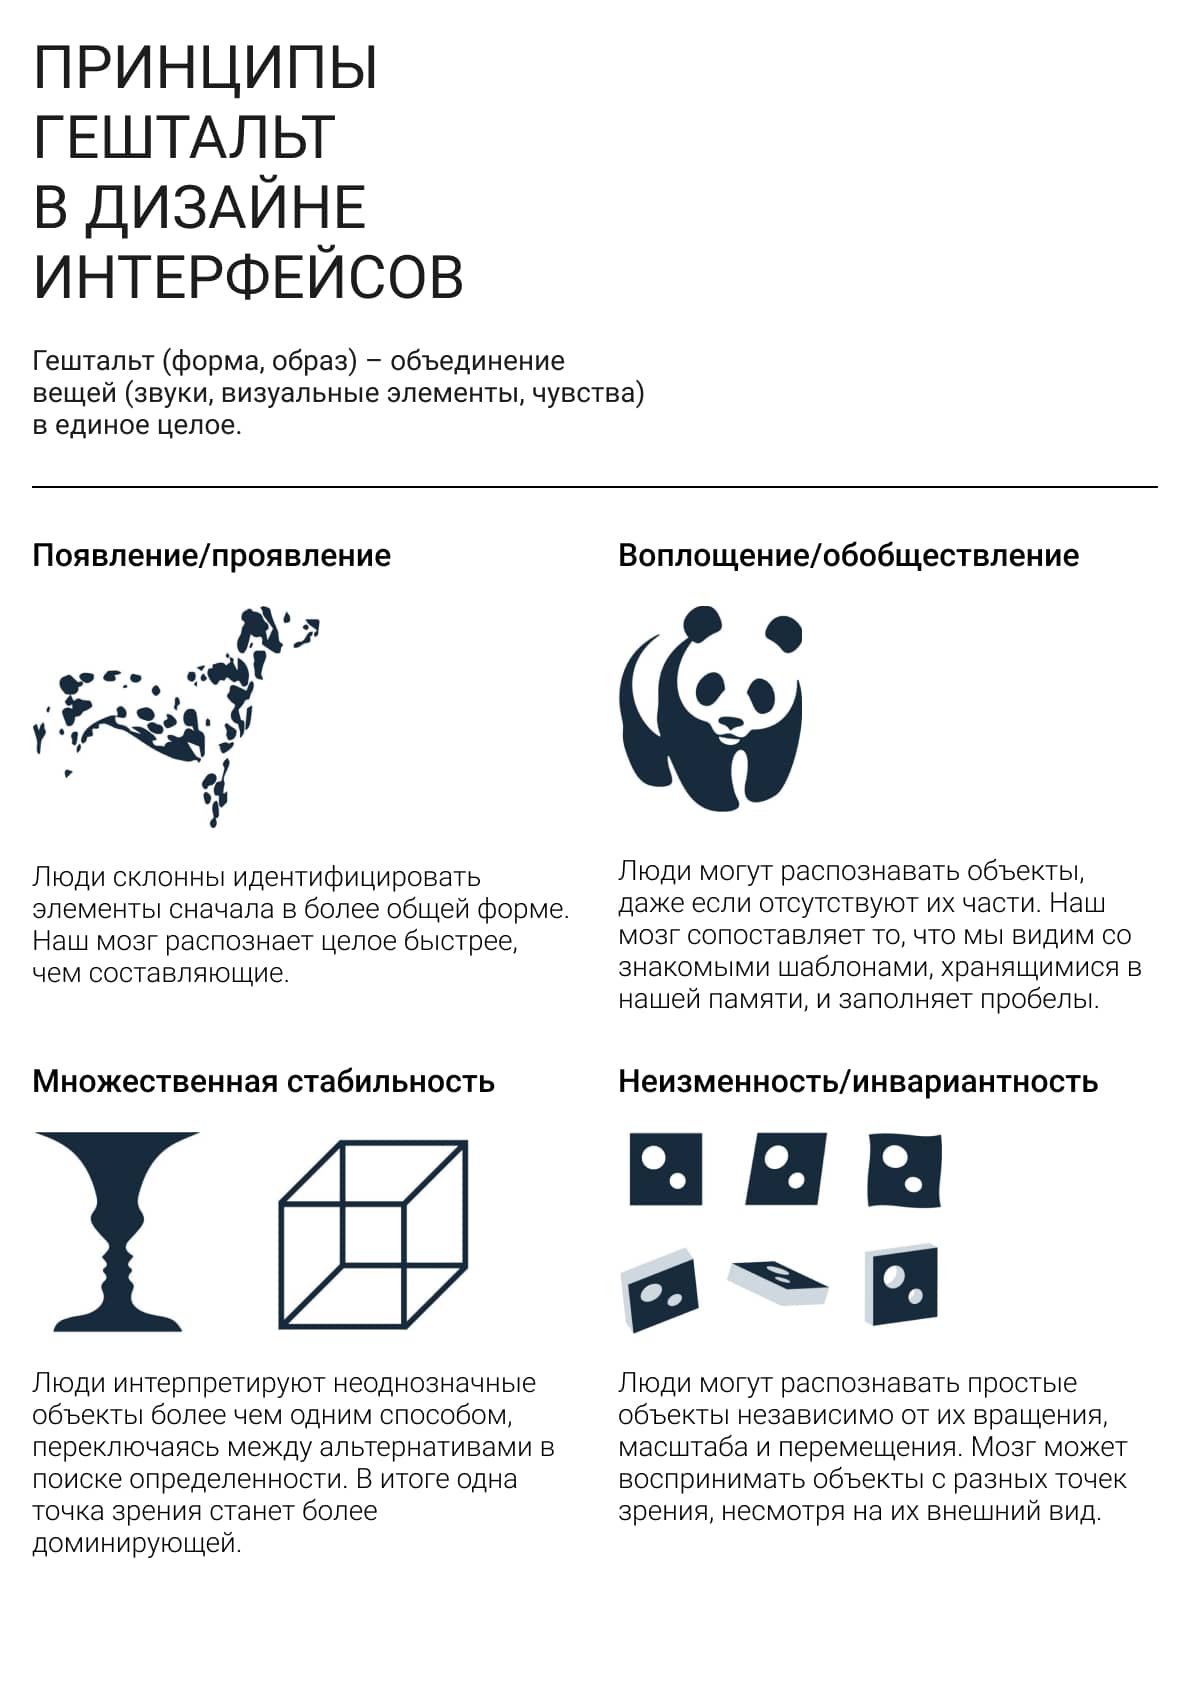 ПРИНЦИПЫ
ГЕШТАЛЬТ
В ДИЗАЙНЕ
ИНТЕРФЕЙСОВ
Гештальт (форма, образ) – объединение
вещей (звуки, визуальные элементы, чувства)
в единое целое.
Появление/проявление
Люди склонны идентифицировать
элементы сначала в более общей форме.
Наш мозг распознает целое быстрее,
чем составляющие.
Воплощение/обобществление
Люди могут распознавать объекты,
даже если отсутствуют их части. Наш
мозг сопоставляет то, что мы видим со
знакомыми шаблонами, хранящимися в
нашей памяти, и заполняет пробелы.
Множественная стабильность
Люди интерпретируют неоднозначные
объекты более чем одним способом,
переключаясь между альтернативами в
поиске определенности. В итоге одна
точка зрения станет более
доминирующей.
Неизменность/инвариантность
Люди могут распознавать простые
объекты независимо от их вращения,
масштаба и перемещения. Мозг может
воспринимать объекты с разных точек
зрения, несмотря на их внешний вид.